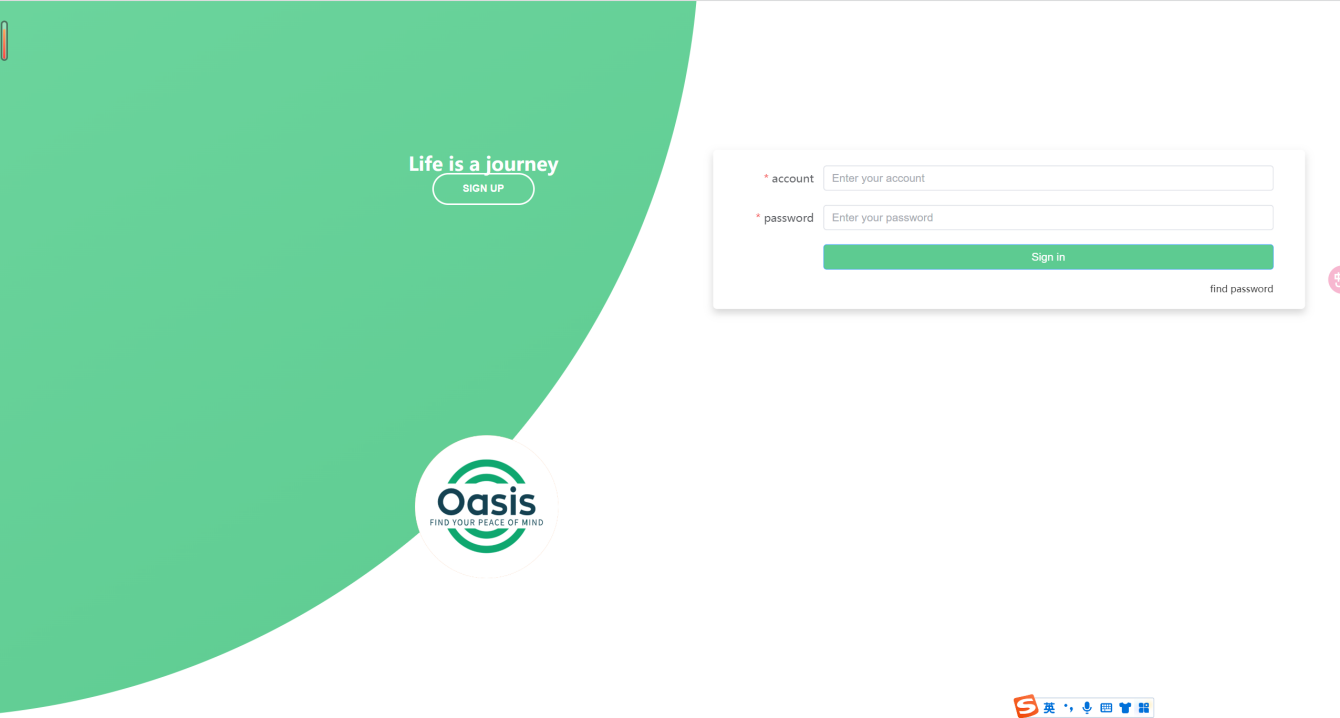 Life is a journey
SIGN UP
* account Enter your account
* password Enter your password
Sign in
find password
Oasis
FIND YOUR PEACE OF MIND
S 英